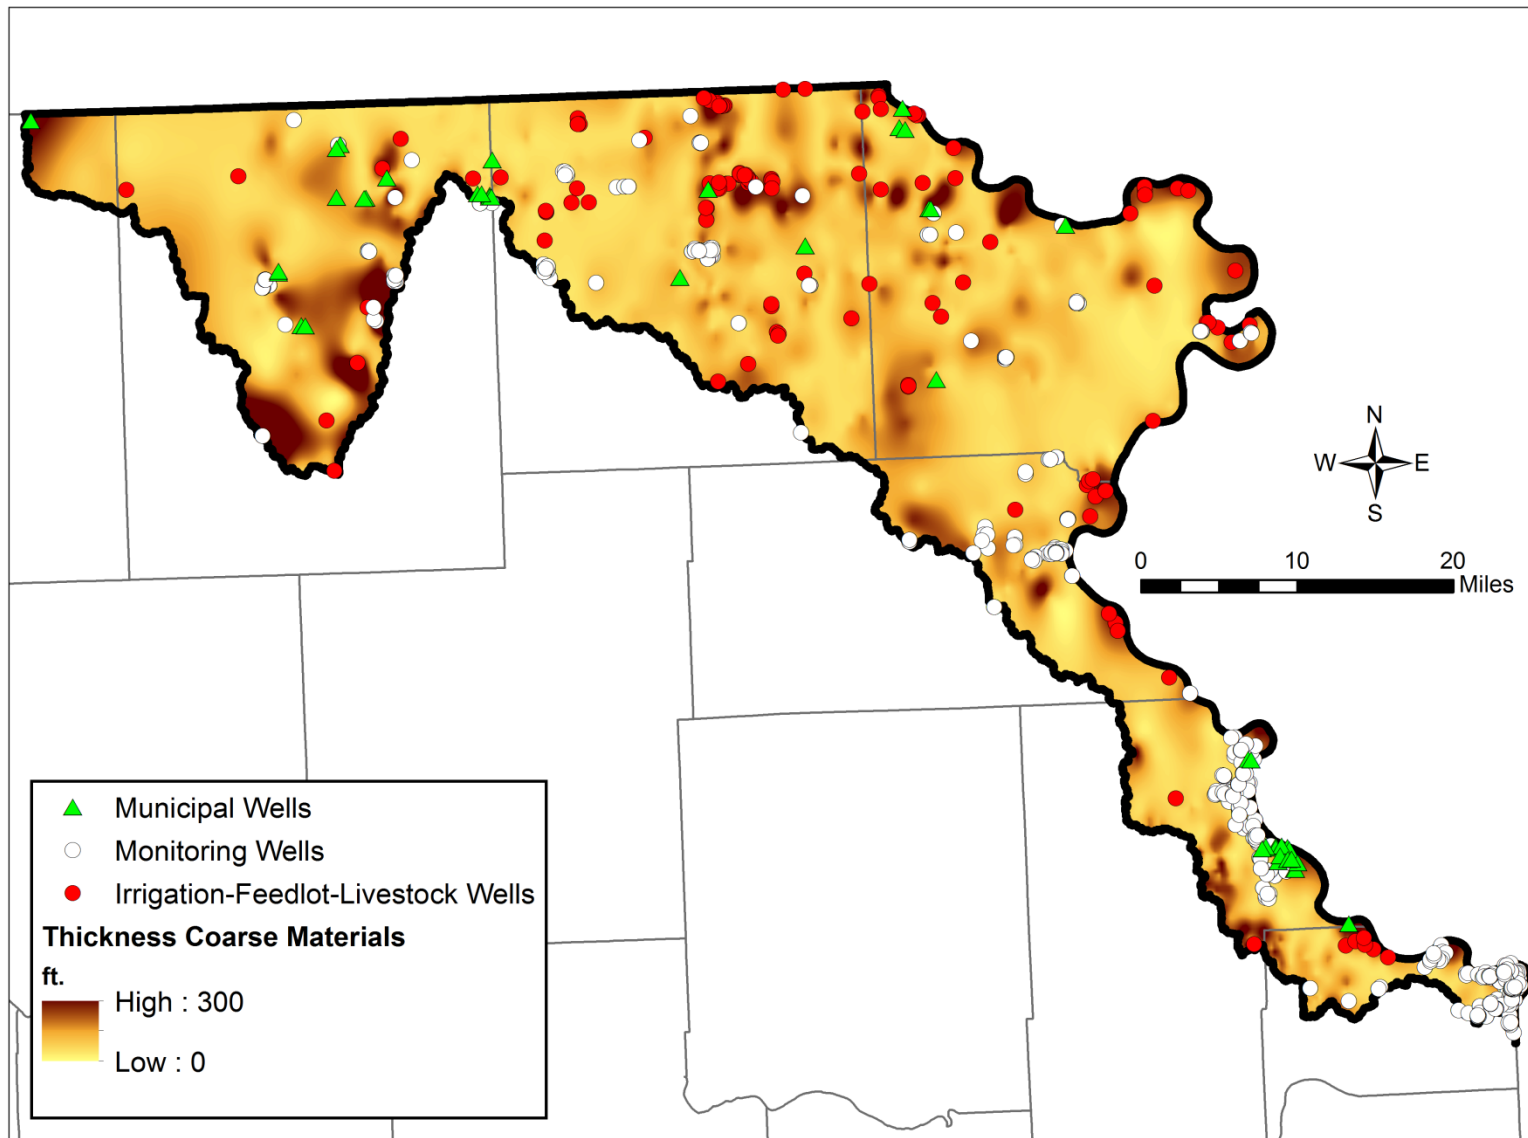 N
W E
S
0 10 20
Miles
Municipal Wells
Monitoring Wells
Irrigation-Feedlot-Livestock Wells
Thickness Coarse Materials
ft.
High : 300
Low : 0